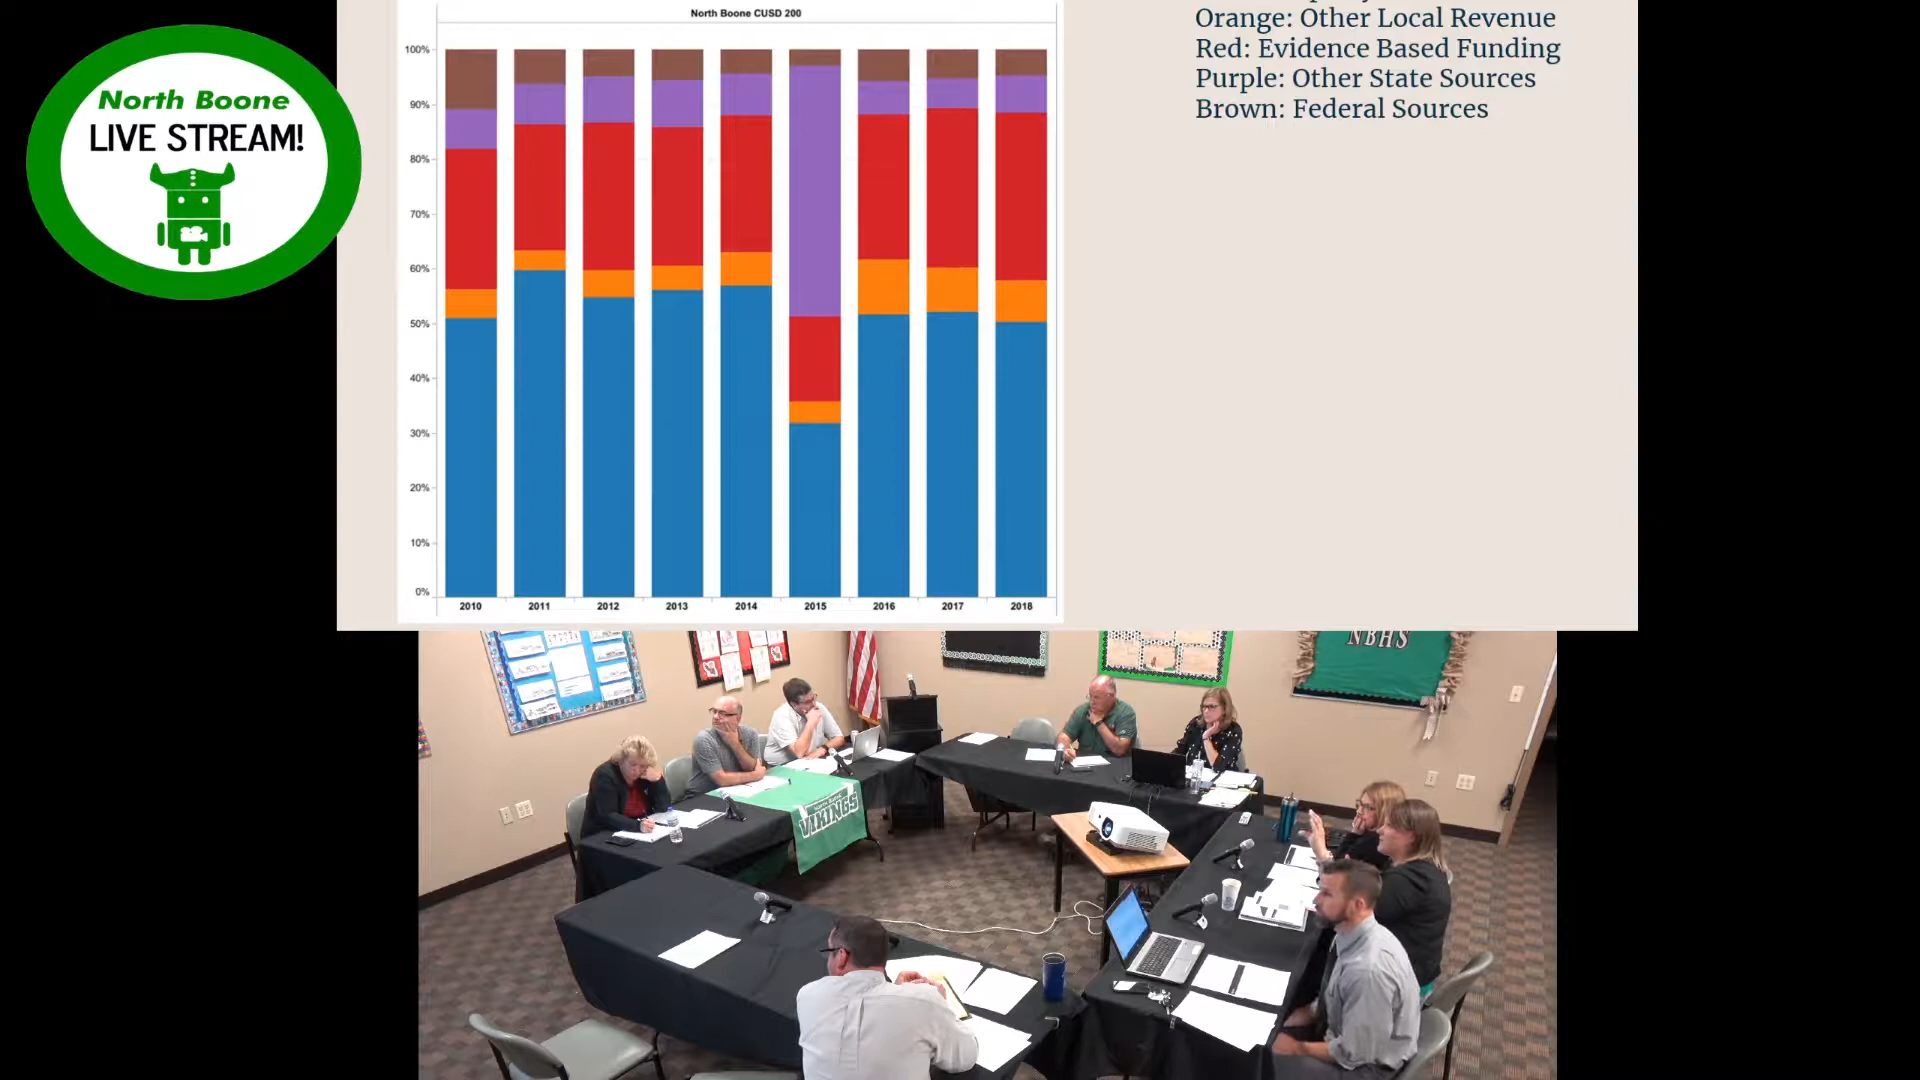 North Boone
LIVE STREAM!
North Boone CUSD 200
100%
90%
80%
70%
60%
50%
40%
30%
20%
10%
0%
2010 2011 2012 2013 2014 2015 2016 2017 2018
Orange: Other Local Revenue
Red: Evidence Based Funding
Purple: Other State Sources
Brown: Federal Sources
NBHS
NORTH BOONE
VIKINGS